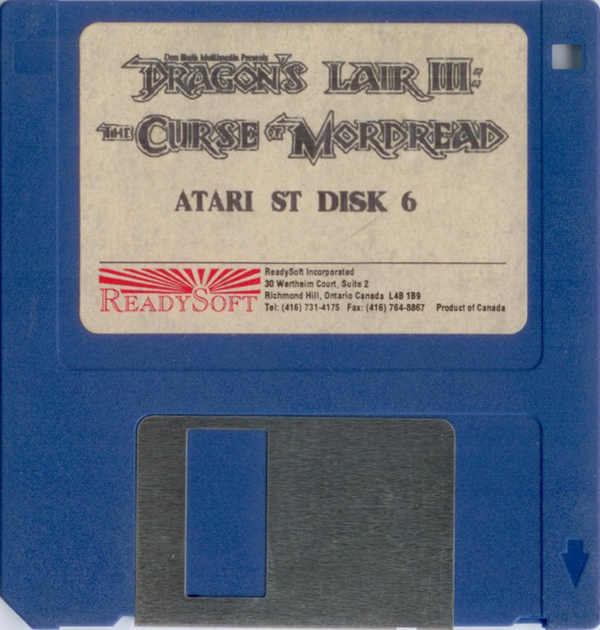 Don Bluth Multimedia Presents
DRAGON'S LAIR III:
THE CURSE OF MORDREAD
ATARI ST DISK 6
READYSOFT
ReadySoft Incorporated
30 Wertheim Court, Suite 2
Richmond Hill, Ontario Canada L4B 1B9
Tel: (416) 731-4175 Fax: (416) 764-8867 Product of Canada